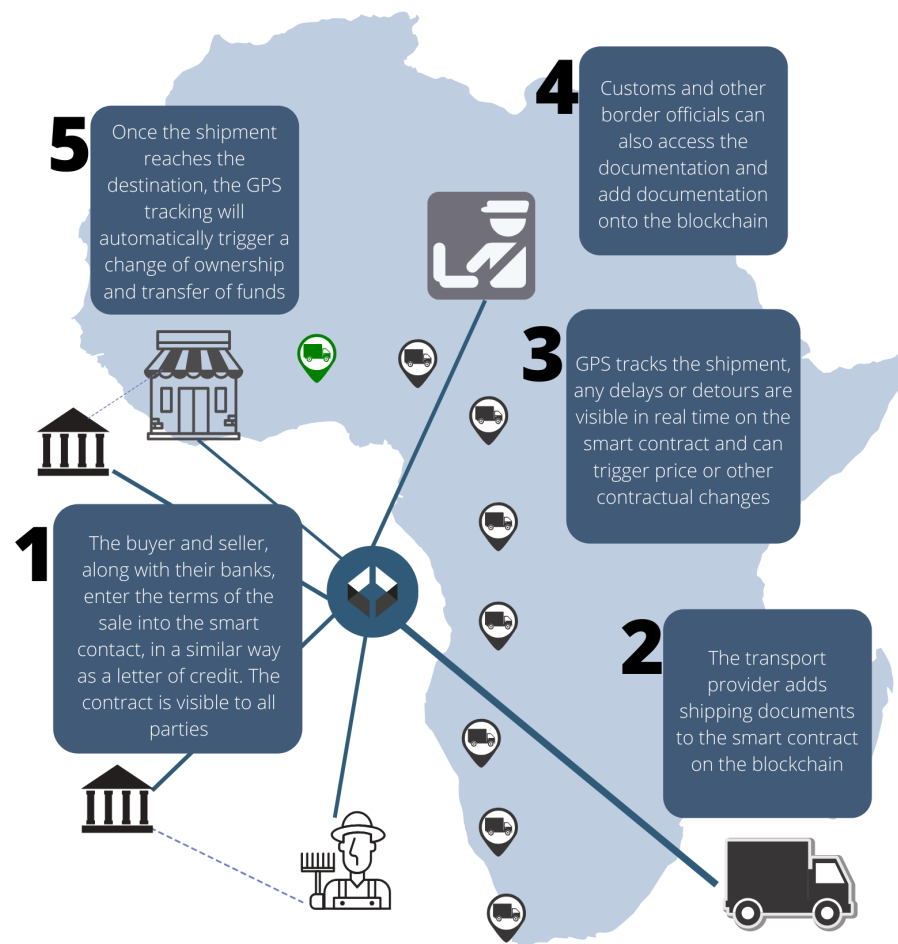 1
The buyer and seller,
along with their banks,
enter the terms of the
sale into the smart
contact, in a similar way
as a letter of credit. The
contract is visible to all
parties
2
The transport
provider adds
shipping documents
to the smart contract
on the blockchain
3
GPS tracks the shipment,
any delays or detours are
visible in real time on the
smart contract and can
trigger price or other
contractual changes
4
Customs and other
border officials can
also access the
documentation and
add documentation
onto the blockchain
5
Once the shipment
reaches the
destination, the GPS
tracking will
automatically trigger a
change of ownership
and transfer of funds